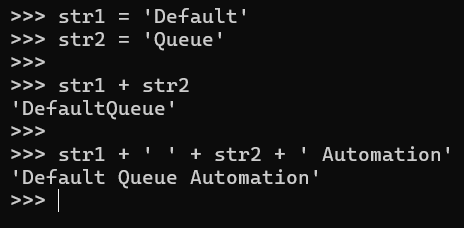 >>> str1 = 'Default'
>>> str2 = 'Queue'
>>>
>>> str1 + str2
'DefaultQueue'
>>>
>>> str1 + ' ' + str2 + ' Automation'
'Default Queue Automation'
>>>